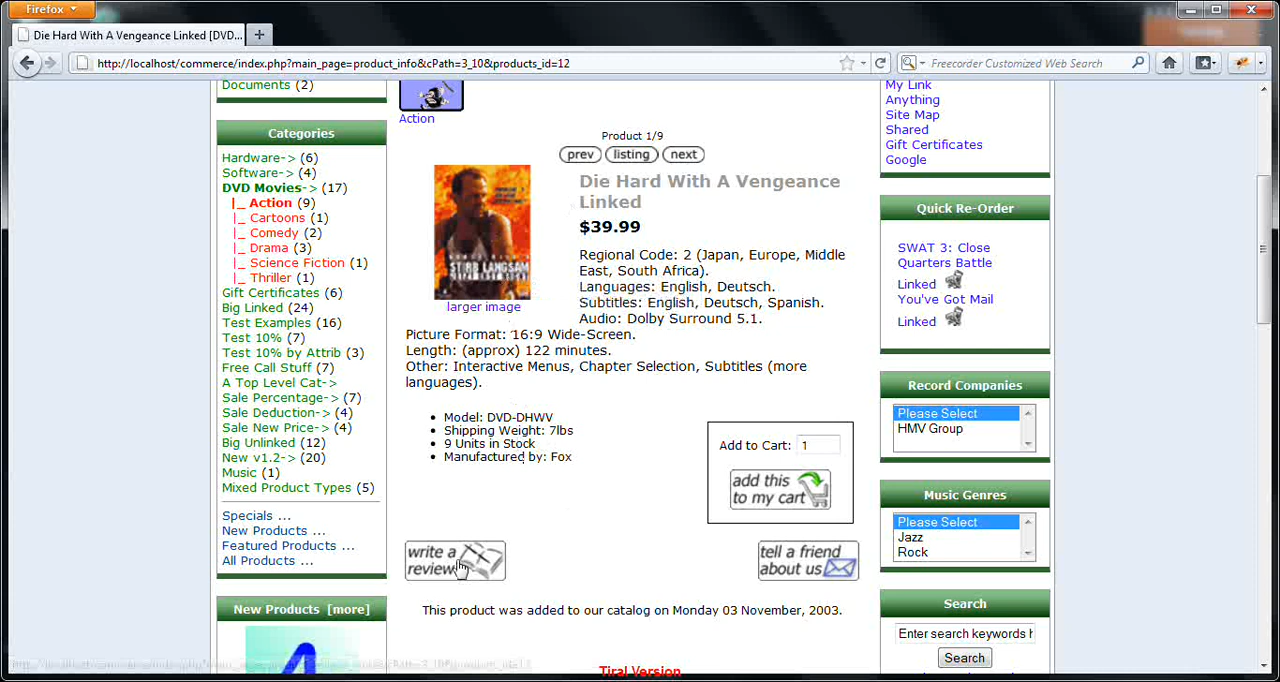 Firefox
Die Hard With A Vengeance Linked [DVD...
http://localhost/commerce/index.php?main_page=product_info&cPath=3_10&products_id=12
Freecorder Customized Web Search
Documents (2)
Categories
Hardware-> (6)
Software-> (4)
DVD Movies-> (17)
|_ Action (9)
|_ Cartoons (1)
|_ Comedy (2)
|_ Drama (3)
|_ Science Fiction (1)
|_ Thriller (1)
Gift Certificates (6)
Big Linked (24)
Test Examples (16)
Test 10% (7)
Test 10% by Attrib (3)
Free Call Stuff (7)
A Top Level Cat->
Sale Percentage-> (7)
Sale Deduction-> (4)
Sale New Price-> (4)
Big Unlinked (12)
New v1.2-> (20)
Music (1)
Mixed Product Types (5)
Specials ...
New Products ...
Featured Products ...
All Products ...
New Products [more]
Action
Product 1/9
prev listing next
Die Hard With A Vengeance
Linked
$39.99
STIRB LANGSAM
larger image
Regional Code: 2 (Japan, Europe, Middle
East, South Africa).
Languages: English, Deutsch.
Subtitles: English, Deutsch, Spanish.
Audio: Dolby Surround 5.1.
Picture Format: 16:9 Wide-Screen.
Length: (approx) 122 minutes.
Other: Interactive Menus, Chapter Selection, Subtitles (more
languages).
Model: DVD-DHWV
Shipping Weight: 7lbs
9 Units in Stock
Manufactured by: Fox
Add to Cart: 1
add this
to my cart
write a
review
tell a friend
about us
This product was added to our catalog on Monday 03 November, 2003.
Tiral Version
My Link
Anything
Site Map
Shared
Gift Certificates
Google
Quick Re-Order
SWAT 3: Close
Quarters Battle
Linked
You've Got Mail
Linked
Record Companies
Please Select
HMV Group
Music Genres
Please Select
Jazz
Rock
Search
Enter search keywords h
Search